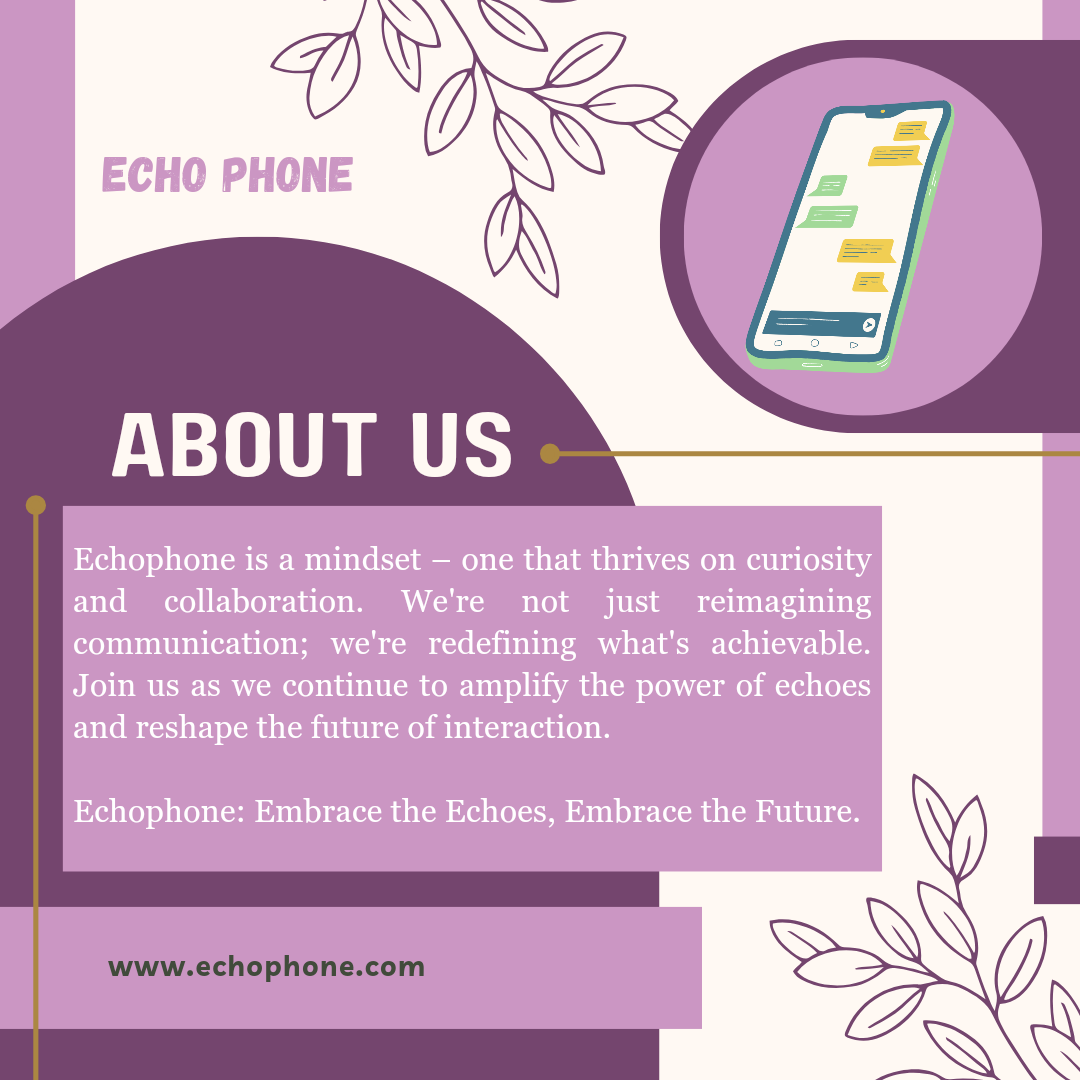 ECHO PHONE
ABOUT US
Echophone is a mindset – one that thrives on curiosity
and collaboration. We're not just reimagining
communication; we're redefining what's achievable.
Join us as we continue to amplify the power of echoes
and reshape the future of interaction.
Echophone: Embrace the Echoes, Embrace the Future.
www.echophone.com